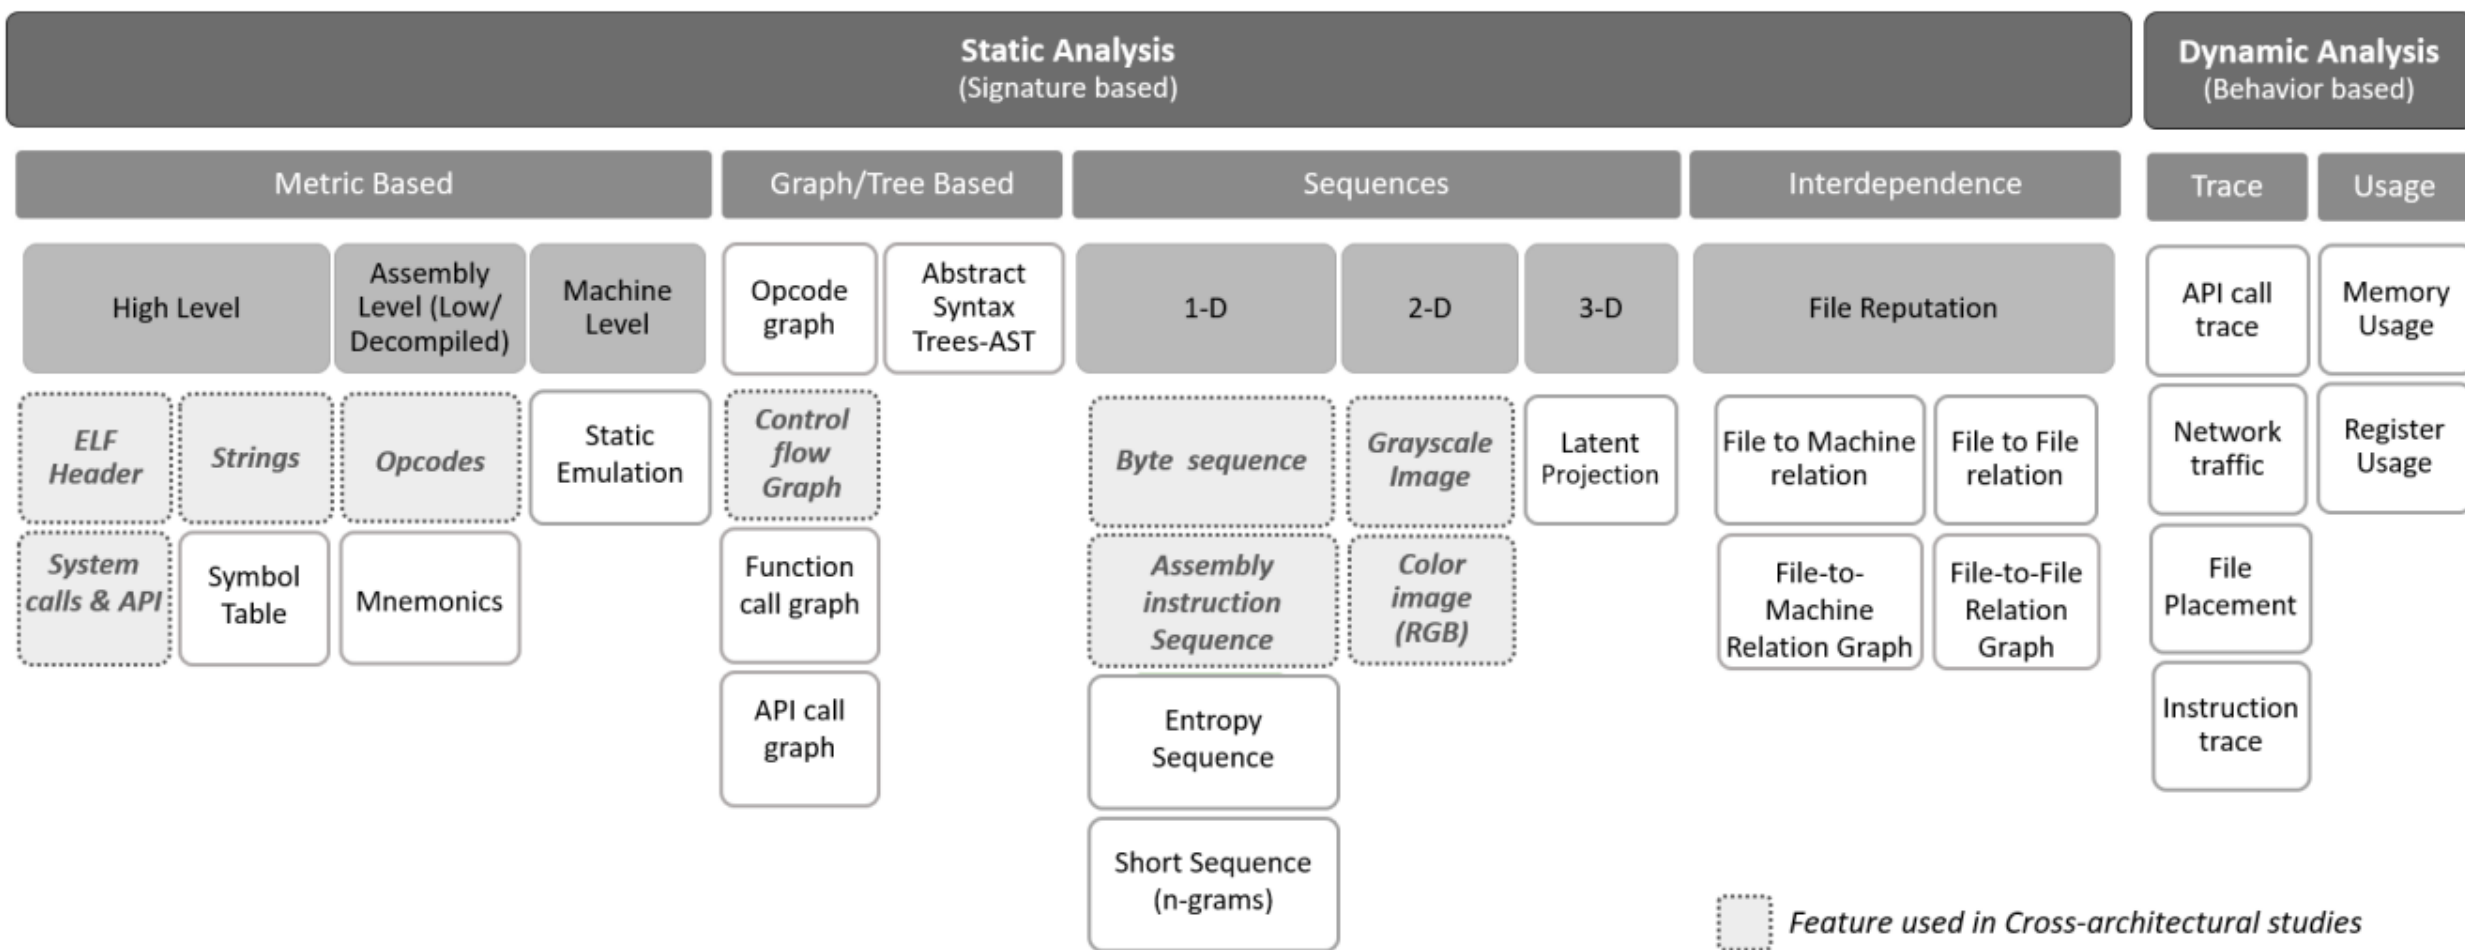 Static Analysis
(Signature based)
Dynamic Analysis
(Behavior based)
Metric Based
Graph/Tree Based
Sequences
Interdependence
Trace
Usage
High Level
Assembly
Level (Low/
Decompiled)
Machine
Level
Opcode
graph
Abstract
Syntax
Trees-AST
1-D
2-D
3-D
File Reputation
API call
trace
Memory
Usage
ELF
Header
Strings
Opcodes
Static
Emulation
Control
flow
Graph
Byte sequence
Grayscale
Image
Latent
Projection
File to Machine
relation
File to File
relation
Network
traffic
Register
Usage
System
calls & API
Symbol
Table
Mnemonics
Function
call graph
Assembly
instruction
Sequence
Color
image
(RGB)
File-to-
Machine
Relation Graph
File-to-File
Relation
Graph
File
Placement
API call
graph
Entropy
Sequence
Instruction
trace
Short Sequence
(n-grams)
Feature used in Cross-architectural studies